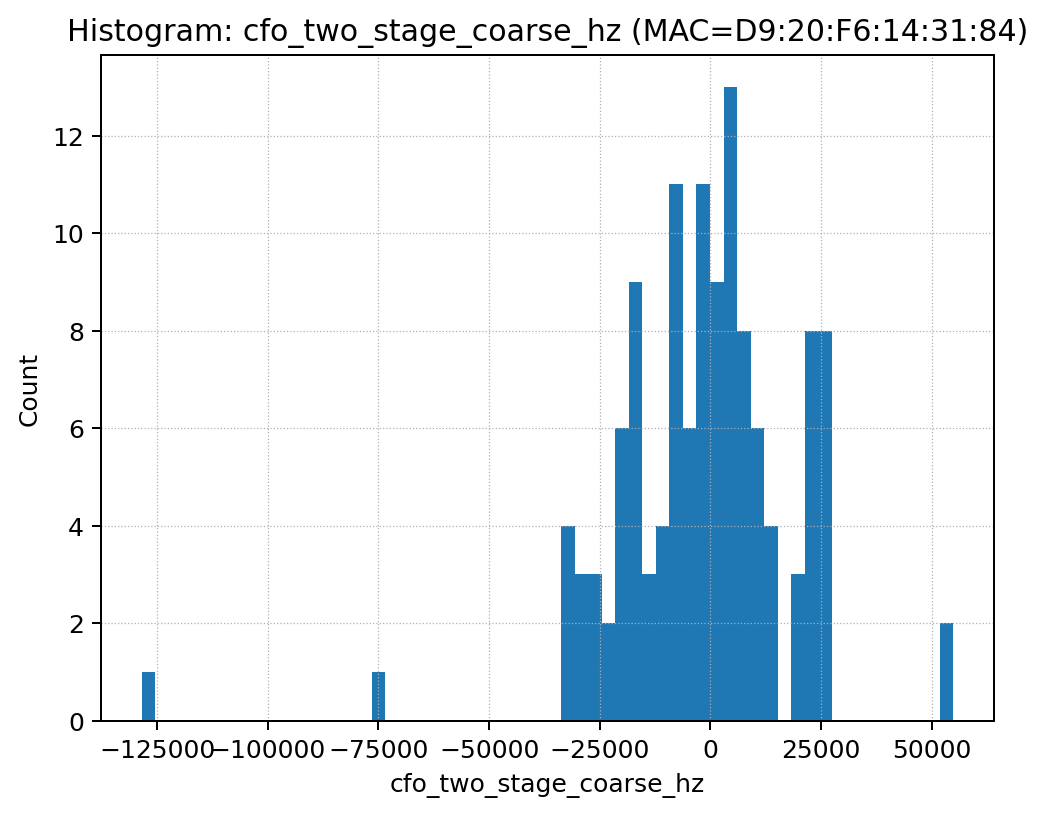 Histogram: cfo_two_stage_coarse_hz (MAC=D9:20:F6:14:31:84)
12
10
8
6
4
2
0
Count
−125000 −100000 −75000 −50000 −25000 0 25000 50000
cfo_two_stage_coarse_hz